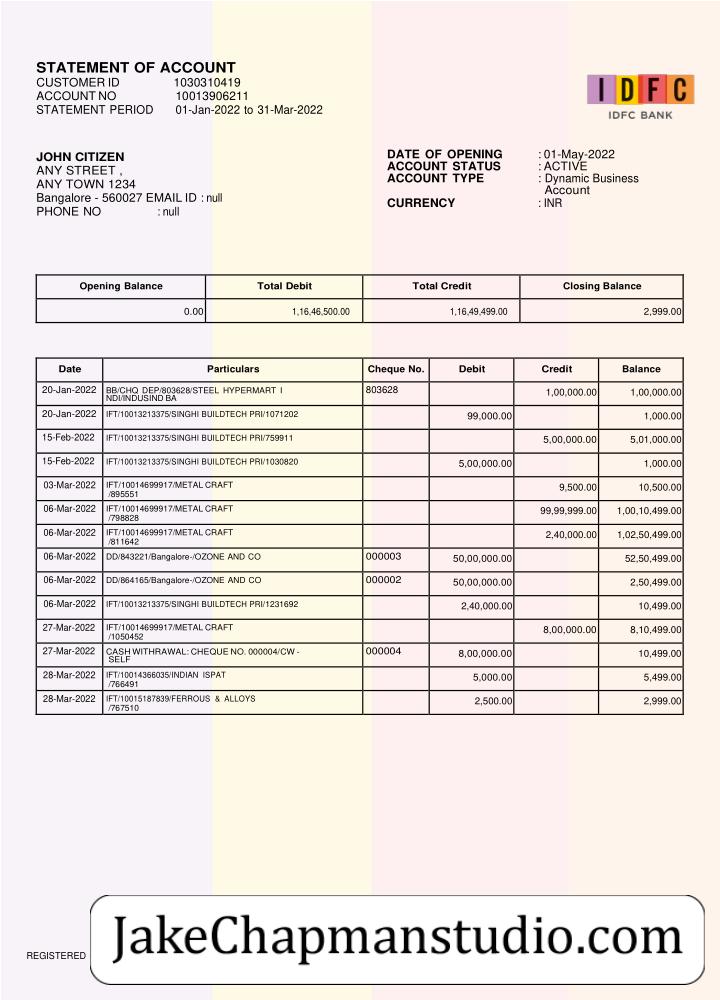 STATEMENT OF ACCOUNT
CUSTOMER ID 1030310419
ACCOUNT NO 10013906211
STATEMENT PERIOD 01-Jan-2022 to 31-Mar-2022
IDFC
IDFC BANK
JOHN CITIZEN
ANY STREET ,
ANY TOWN 1234
Bangalore - 560027 EMAIL ID : null
PHONE NO : null
DATE OF OPENING : 01-May-2022
ACCOUNT STATUS : ACTIVE
ACCOUNT TYPE : Dynamic Business
Account
CURRENCY : INR
Opening Balance Total Debit Total Credit Closing Balance
0.00 1,16,46,500.00 1,16,49,499.00 2,999.00
Date Particulars Cheque No. Debit Credit Balance
20-Jan-2022 BB/CHQ DEP/803628/STEEL HYPERMART I 803628 1,00,000.00 1,00,000.00
NDI/INDUSIND BA
20-Jan-2022 IFT/10013213375/SINGHI BUILDTECH PRI/1071202 99,000.00 1,000.00
15-Feb-2022 IFT/10013213375/SINGHI BUILDTECH PRI/759911 5,00,000.00 5,01,000.00
15-Feb-2022 IFT/10013213375/SINGHI BUILDTECH PRI/1030820 5,00,000.00 1,000.00
03-Mar-2022 IFT/10014699917/METAL CRAFT 9,500.00 10,500.00
/895551
06-Mar-2022 IFT/10014699917/METAL CRAFT 99,99,999.00 1,00,10,499.00
/798828
06-Mar-2022 IFT/10014699917/METAL CRAFT 2,40,000.00 1,02,50,499.00
/811642
06-Mar-2022 DD/843221/Bangalore-/OZONE AND CO 000003 50,00,000.00 52,50,499.00
06-Mar-2022 DD/864165/Bangalore-/OZONE AND CO 000002 50,00,000.00 2,50,499.00
06-Mar-2022 IFT/10013213375/SINGHI BUILDTECH PRI/1231692 2,40,000.00 10,499.00
27-Mar-2022 IFT/10014699917/METAL CRAFT 8,00,000.00 8,10,499.00
/1050452
27-Mar-2022 CASH WITHRAWAL: CHEQUE NO. 000004/CW - 000004 8,00,000.00 10,499.00
SELF
28-Mar-2022 IFT/10014366035/INDIAN ISPAT 5,000.00 5,499.00
/766491
28-Mar-2022 IFT/10015187839/FERROUS & ALLOYS 2,500.00 2,999.00
/767510
REGISTERED
JakeChapmanstudio.com